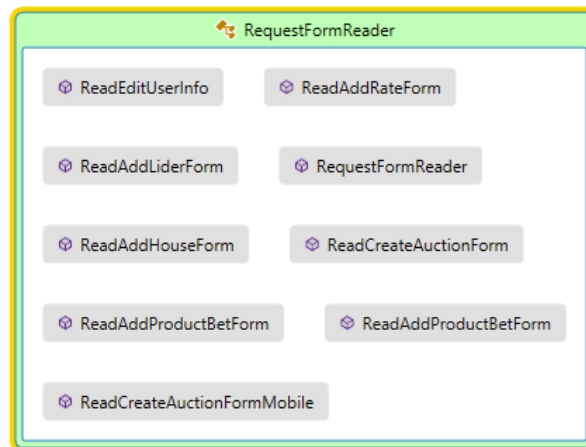 RequestFormReader
ReadEditUserInfo ReadAddRateForm
ReadAddLiderForm RequestFormReader
ReadAddHouseForm ReadCreateAuctionForm
ReadAddProductBetForm ReadAddProductBetForm
ReadCreateAuctionFormMobile